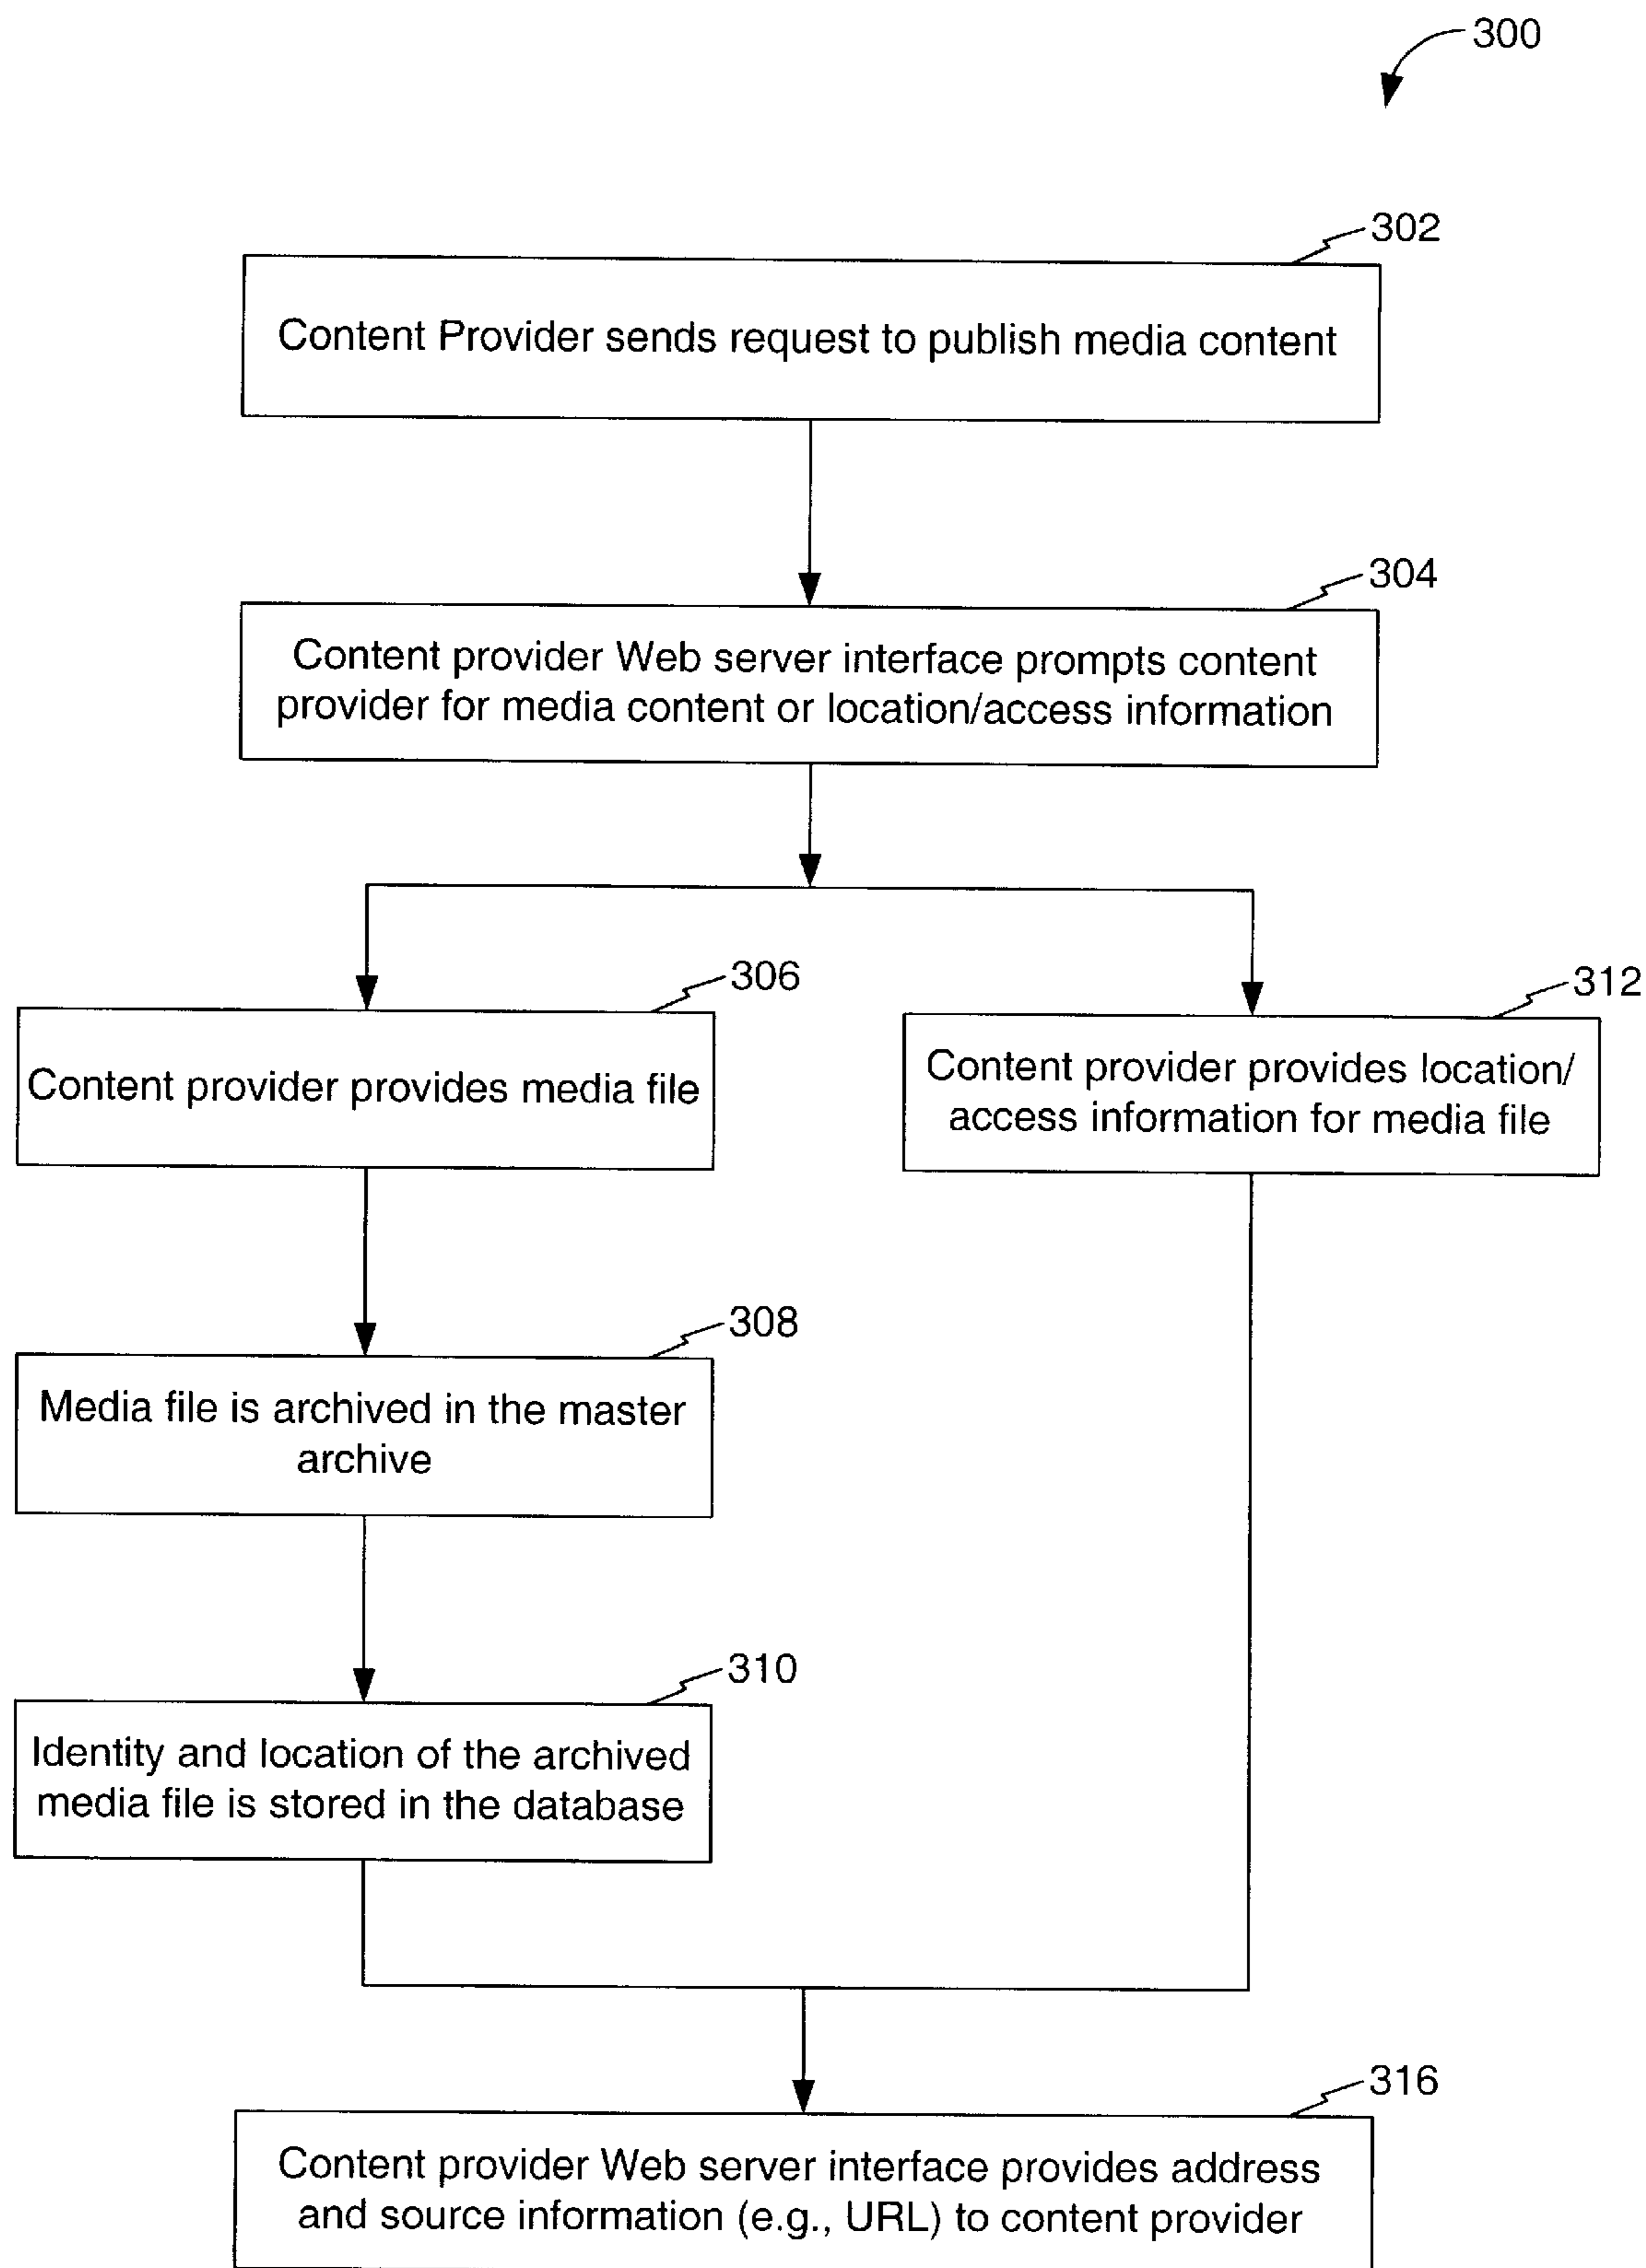 300
302
Content Provider sends request to publish media content
304
Content provider Web server interface prompts content
provider for media content or location/access information
306
Content provider provides media file
312
Content provider provides location/
access information for media file
308
Media file is archived in the master
archive
310
Identity and location of the archived
media file is stored in the database
316
Content provider Web server interface provides address
and source information (e.g., URL) to content provider